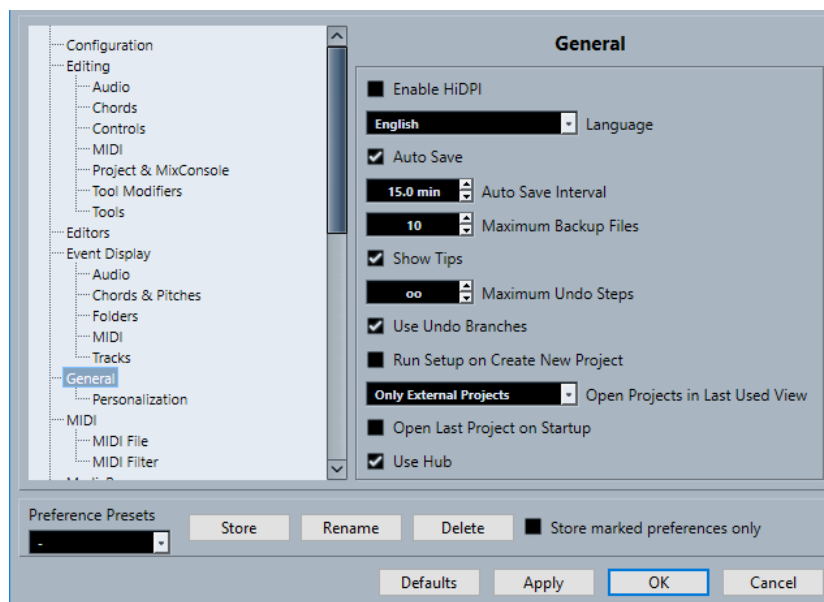 Configuration
Editing
Audio
Chords
Controls
MIDI
Project & MixConsole
Tool Modifiers
Tools
Editors
Event Display
Audio
Chords & Pitches
Folders
MIDI
Tracks
General
Personalization
MIDI
MIDI File
MIDI Filter
General
Enable HiDPI
English Language
Auto Save
15.0 min Auto Save Interval
10 Maximum Backup Files
Show Tips
oo Maximum Undo Steps
Use Undo Branches
Run Setup on Create New Project
Only External Projects Open Projects in Last Used View
Open Last Project on Startup
Use Hub
Preference Presets
-
Store Rename Delete Store marked preferences only
Defaults Apply OK Cancel